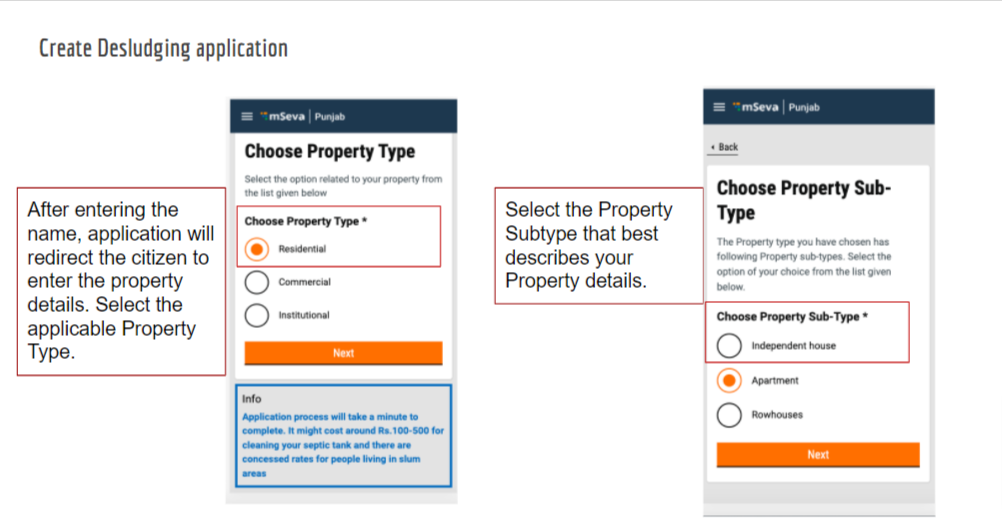 Create Desludging application
After entering the
name, application will
redirect the citizen to
enter the property
details. Select the
applicable Property
Type.
mSeva | Punjab
Choose Property Type
Select the option related to your property from
the list given below
Choose Property Type *
Residential
Commercial
Institutional
Next
Info
Application process will take a minute to
complete. It might cost around Rs.100-500 for
cleaning your septic tank and there are
concessed rates for people living in slum
areas
Select the Property
Subtype that best
describes your
Property details.
mSeva | Punjab
Back
Choose Property Sub-
Type
The Property type you have chosen has
following Property sub-types. Select the
option of your choice from the list given
below.
Choose Property Sub-Type *
Independent house
Apartment
Rowhouses
Next